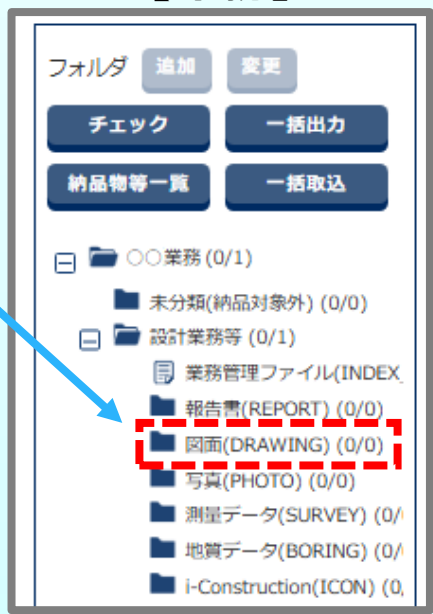 フォルダ 追加 変更
チェック 一括出力
納品物等一覧 一括取込
○○業務 (0/1)
未分類(納品対象外) (0/0)
設計業務等 (0/1)
業務管理ファイル(INDEX_
報告書(REPORT) (0/0)
図面(DRAWING) (0/0)
写真(PHOTO) (0/0)
測量データ(SURVEY) (0/
地質データ(BORING) (0/
i-Construction(ICON) (0,